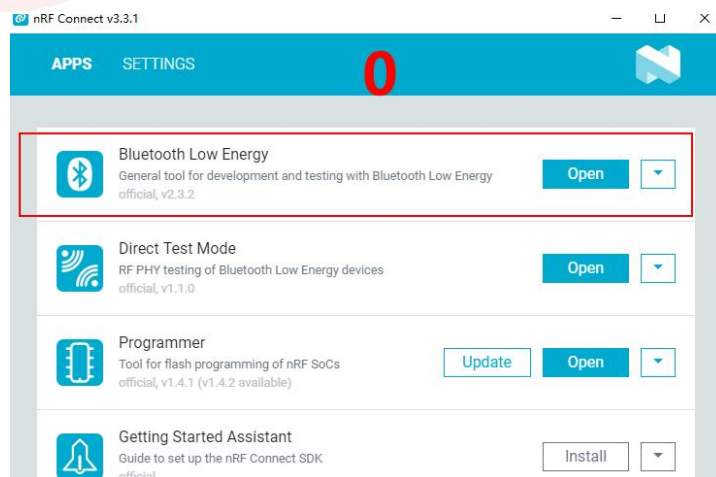 nRF Connect v3.3.1
APPS SETTINGS
0
Bluetooth Low Energy
General tool for development and testing with Bluetooth Low Energy
official, v2.3.2
Open
Direct Test Mode
RF PHY testing of Bluetooth Low Energy devices
official, v1.1.0
Open
Programmer
Tool for flash programming of nRF SoCs
official, v1.4.1 (v1.4.2 available)
Update Open
Getting Started Assistant
Guide to set up the nRF Connect SDK
official
Install